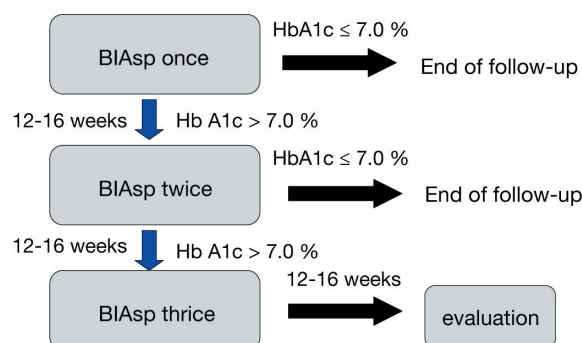 HbA1c ≤ 7.0 %
BIAsp once
End of follow-up
12-16 weeks Hb A1c > 7.0 %
HbA1c ≤ 7.0 %
BIAsp twice
End of follow-up
12-16 weeks Hb A1c > 7.0 %
12-16 weeks
BIAsp thrice
evaluation